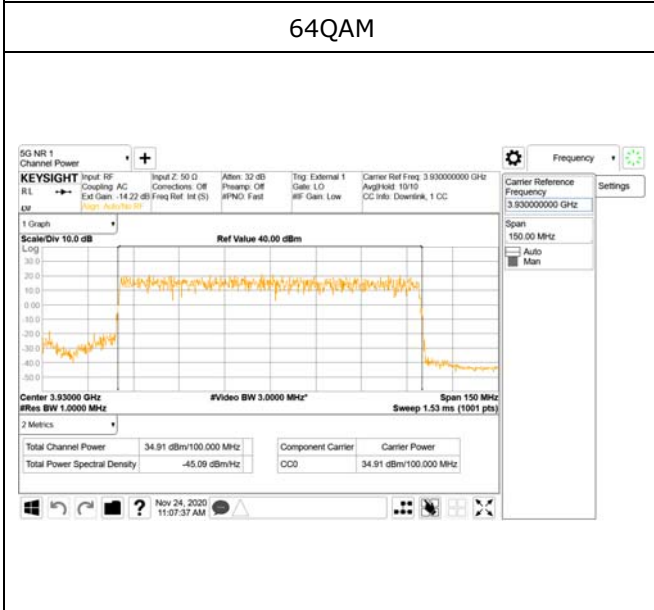 64QAM
5G NR 1
Channel Power
+
Frequency
KEYSIGHT
Input: RF
Input Z: 50 Ω
Atten: 32 dB
Trig: External 1
Carrier Ref Freq: 3.930000000 GHz
RL
Coupling: AC
Corrections: Off
Preamp: Off
Gate: LO
Avg|Hold: 10/10
Ext Gain: -14.22 dB
Freq Ref: Int (S)
#PNO: Fast
#IF Gain: Low
CC Info: Downlink, 1 CC
Align: Auto/No RF
Carrier Reference
Frequency
3.930000000 GHz
Settings
Span
150.00 MHz
Auto
Man
1 Graph
Scale/Div 10.0 dB
Ref Value 40.00 dBm
Log
30.0
20.0
10.0
0.00
-10.0
-20.0
-30.0
-40.0
-50.0
Center 3.93000 GHz
#Video BW 3.0000 MHz*
Span 150 MHz
#Res BW 1.0000 MHz
Sweep 1.53 ms (1001 pts)
2 Metrics
Total Channel Power
34.91 dBm/100.000 MHz
Component Carrier
Carrier Power
Total Power Spectral Density
-45.09 dBm/Hz
CC0
34.91 dBm/100.000 MHz
?
Nov 24, 2020
11:07:37 AM